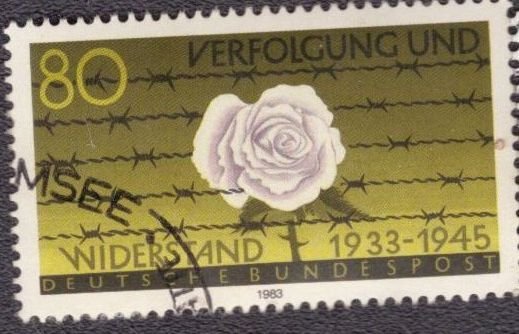 80
VERFOLGUNG UND
MSEE
WIDERSTAND 1933-1945
DEUTSCHE BUNDESPOST
1983